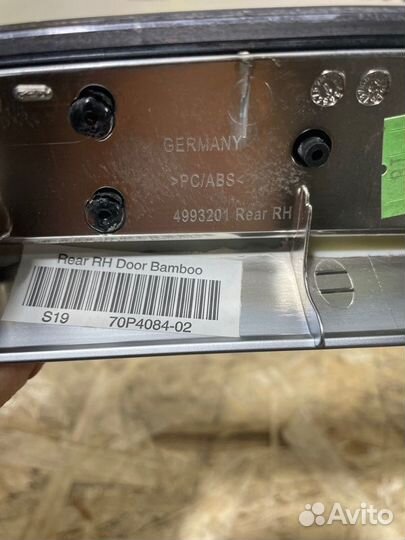 GERMANY
>PC/ABS<
4993201 Rear RH
Rear RH Door Bamboo
S19 70P4084-02
Avito